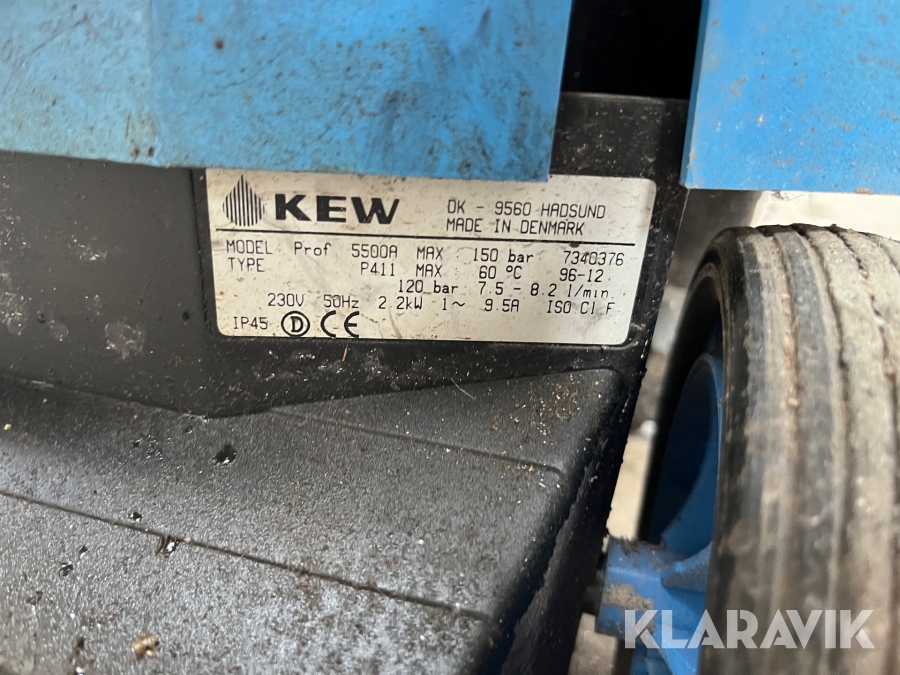 KEW
DK - 9560 HADSUND
MADE IN DENMARK
MODEL Prof 5500A MAX 150 bar 7340376
TYPE P411 MAX 60 ºC 96-12
120 bar 7.5 - 8.2 l/min.
230V 50Hz 2.2kW 1~ 9.5A ISO Cl F
IP45 D CE
KLARAVIK